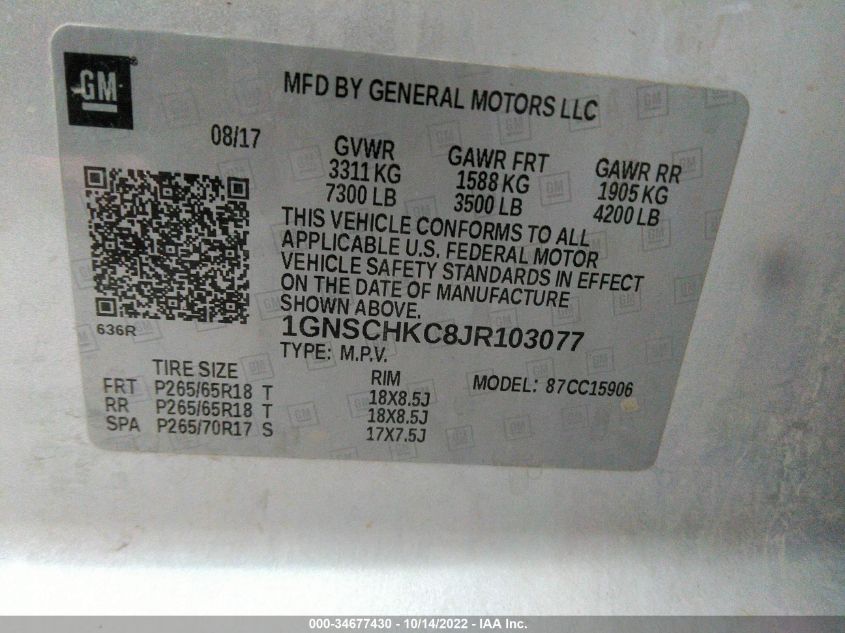 GM®
MFD BY GENERAL MOTORS LLC
08/17
GVWR GAWR FRT GAWR RR
3311 KG 1588 KG 1905 KG
7300 LB 3500 LB 4200 LB
THIS VEHICLE CONFORMS TO ALL
APPLICABLE U.S. FEDERAL MOTOR
VEHICLE SAFETY STANDARDS IN EFFECT
ON THE DATE OF MANUFACTURE
SHOWN ABOVE.
636R
1GNSCHKC8JR103077
TYPE: M.P.V.
TIRE SIZE RIM MODEL: 87CC15906
FRT P265/65R18 T 18X8.5J
RR P265/65R18 T 18X8.5J
SPA P265/70R17 S 17X7.5J
000-34677430 - 10/14/2022 - IAA Inc.